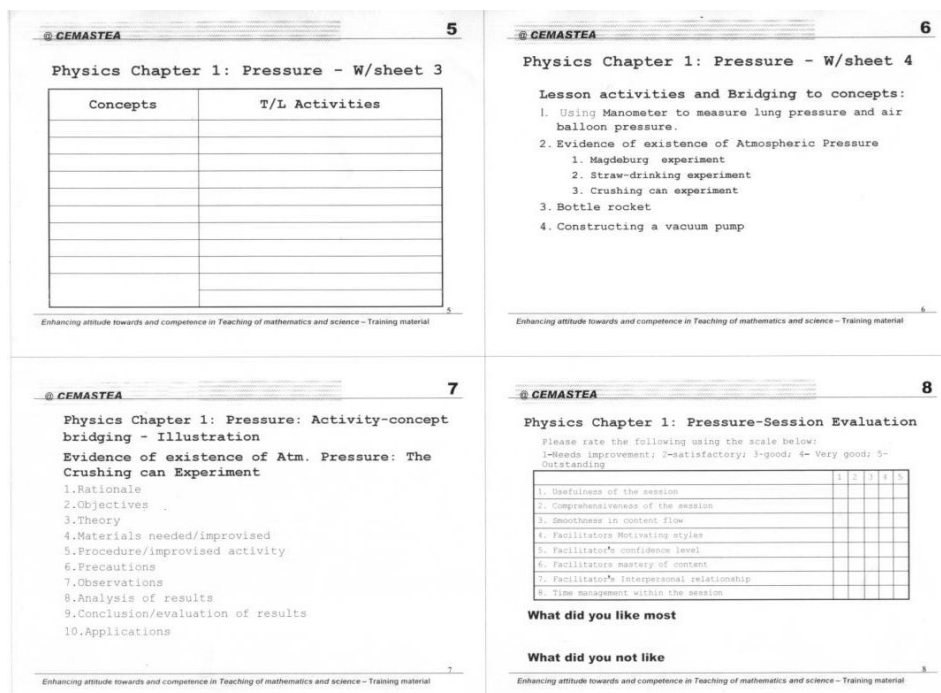 @ CEMASTEA 5
Physics Chapter 1: Pressure - W/sheet 3
Concepts T/L Activities
5
Enhancing attitude towards and competence in Teaching of mathematics and science – Training material
@ CEMASTEA 6
Physics Chapter 1: Pressure - W/sheet 4
Lesson activities and Bridging to concepts:
1. Using Manometer to measure lung pressure and air
balloon pressure.
2. Evidence of existence of Atmospheric Pressure
1. Magdeburg experiment
2. Straw-drinking experiment
3. Crushing can experiment
3. Bottle rocket
4. Constructing a vacuum pump
6
Enhancing attitude towards and competence in Teaching of mathematics and science – Training material
@ CEMASTEA 7
Physics Chapter 1: Pressure: Activity-concept
bridging - Illustration
Evidence of existence of Atm. Pressure: The
Crushing can Experiment
1.Rationale
2.Objectives
3.Theory
4.Materials needed/improvised
5.Procedure/improvised activity
6.Precautions
7.Observations
8.Analysis of results
9.Conclusion/evaluation of results
10.Applications
7
Enhancing attitude towards and competence in Teaching of mathematics and science – Training material
@ CEMASTEA 8
Physics Chapter 1: Pressure-Session Evaluation
Please rate the following using the scale below:
1-Needs improvement; 2-satisfactory; 3-good; 4- Very good; 5-
Outstanding
1 2 3 4 5
1. Usefulness of the session
2. Comprehensiveness of the session
3. Smoothness in content flow
4. Facilitators Motivating styles
5. Facilitator's confidence level
6. Facilitators mastery of content
7. Facilitator's Interpersonal relationship
8. Time management within the session
What did you like most
What did you not like
8
Enhancing attitude towards and competence in Teaching of mathematics and science – Training material